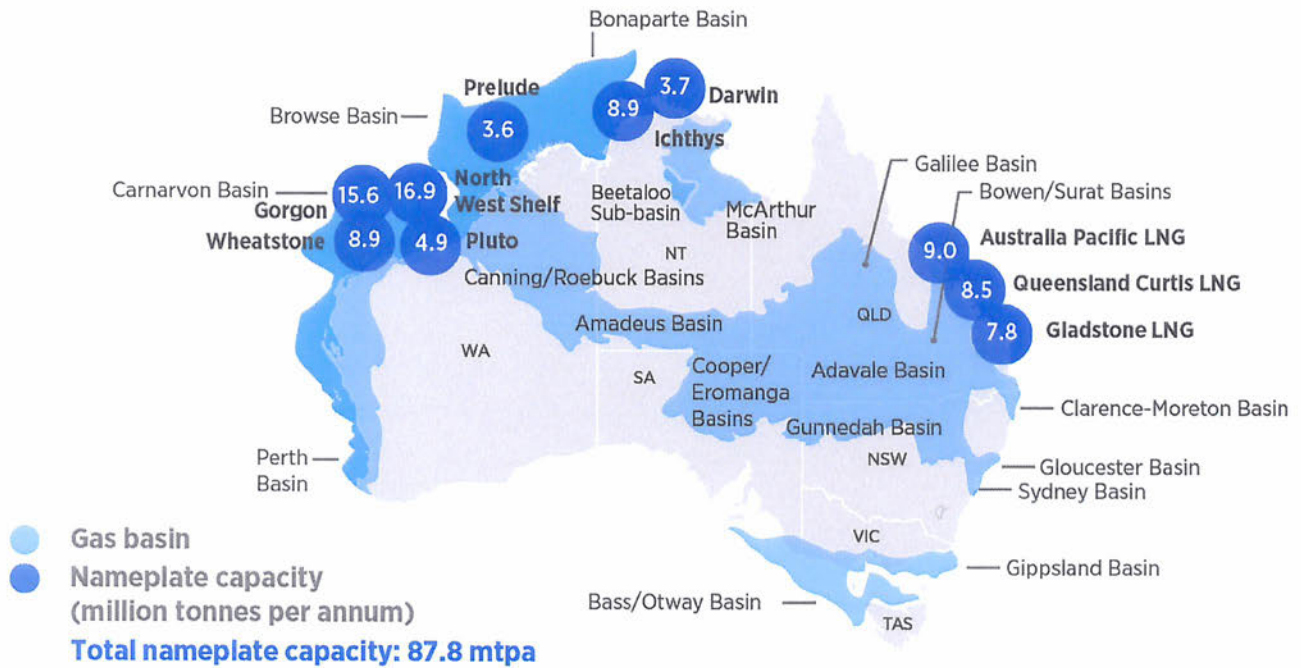 Bonaparte Basin
Prelude
3.6
8.9
3.7
Darwin
Ichthys
Browse Basin
Carnarvon Basin
15.6
16.9
North
West Shelf
Gorgon
Wheatstone
8.9
4.9
Pluto
Canning/Roebuck Basins
Beetaloo
Sub-basin
McArthur
Basin
NT
Galilee Basin
Bowen/Surat Basins
9.0
Australia Pacific LNG
8.5
Queensland Curtis LNG
7.8
Gladstone LNG
QLD
Amadeus Basin
WA
SA
Cooper/
Eromanga
Basins
Adavale Basin
Gunnedah Basin
Clarence-Moreton Basin
NSW
Gloucester Basin
Sydney Basin
Perth
Basin
VIC
Gippsland Basin
Bass/Otway Basin
TAS
Gas basin
Nameplate capacity
(million tonnes per annum)
Total nameplate capacity: 87.8 mtpa